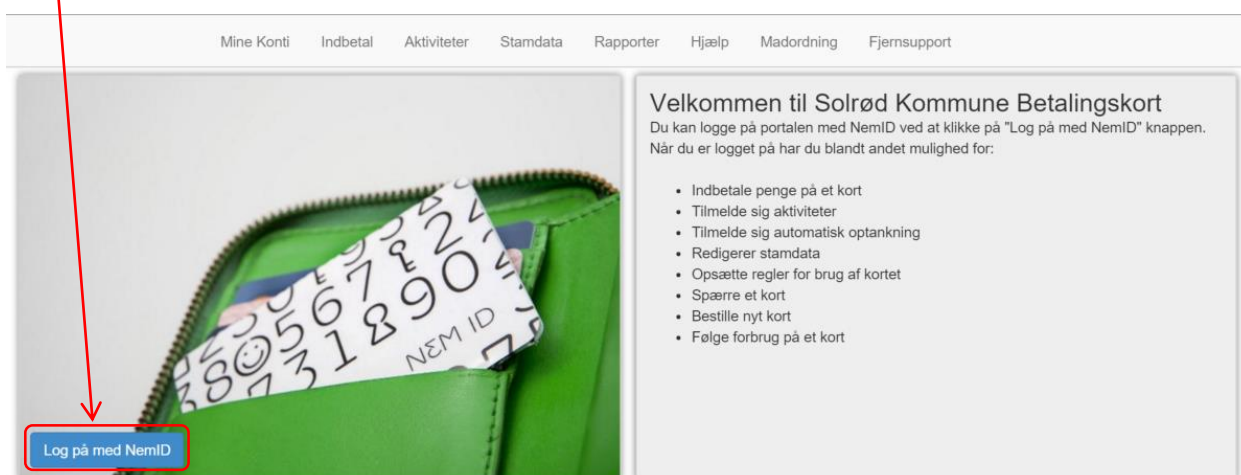 Mine Konti Indbetal Aktiviteter Stamdata Rapporter Hjælp Madordning Fjernsupport
Velkommen til Solrød Kommune Betalingskort
Du kan logge på portalen med NemID ved at klikke på "Log på med NemID" knappen.
Når du er logget på har du blandt andet mulighed for:
• Indbetale penge på et kort
• Tilmelde sig aktiviteter
• Tilmelde sig automatisk optankning
• Redigerer stamdata
• Opsætte regler for brug af kortet
• Spærre et kort
• Bestille nyt kort
• Følge forbrug på et kort
NEM ID
Log på med NemID